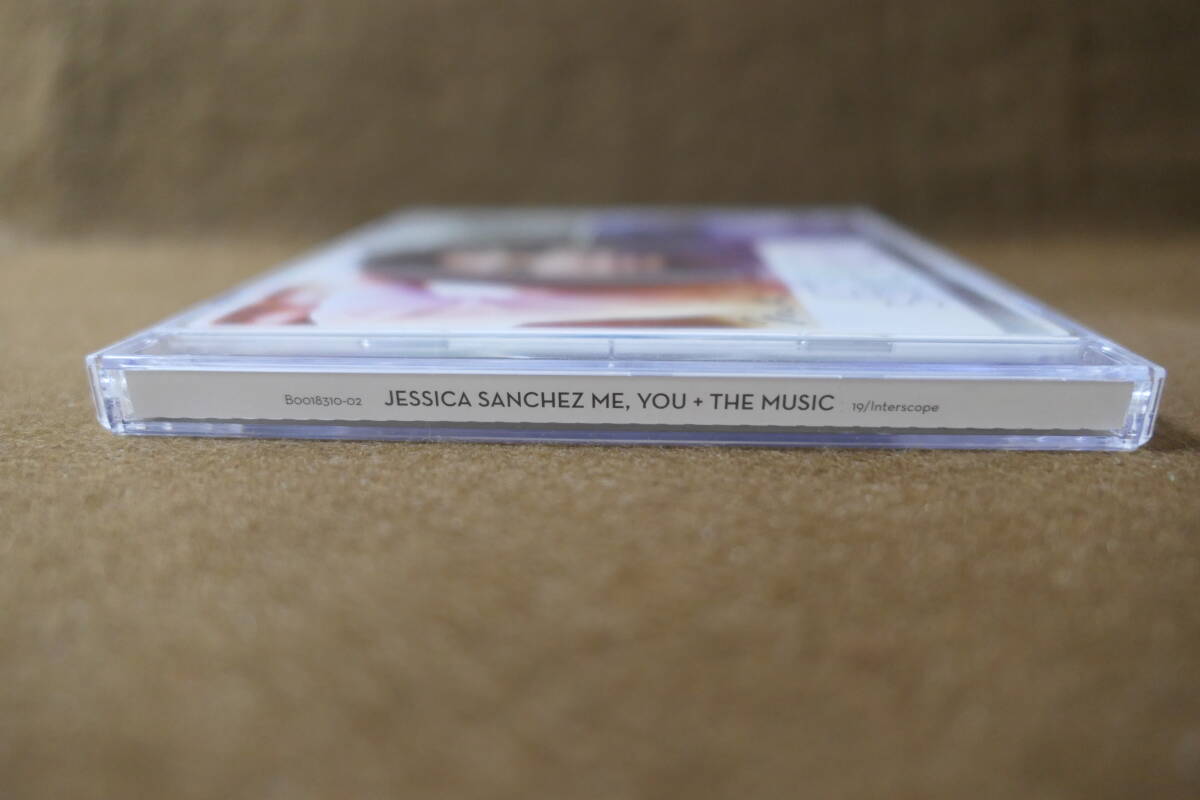 B0018310-02 JESSICA SANCHEZ ME, YOU + THE MUSIC 19/Interscope